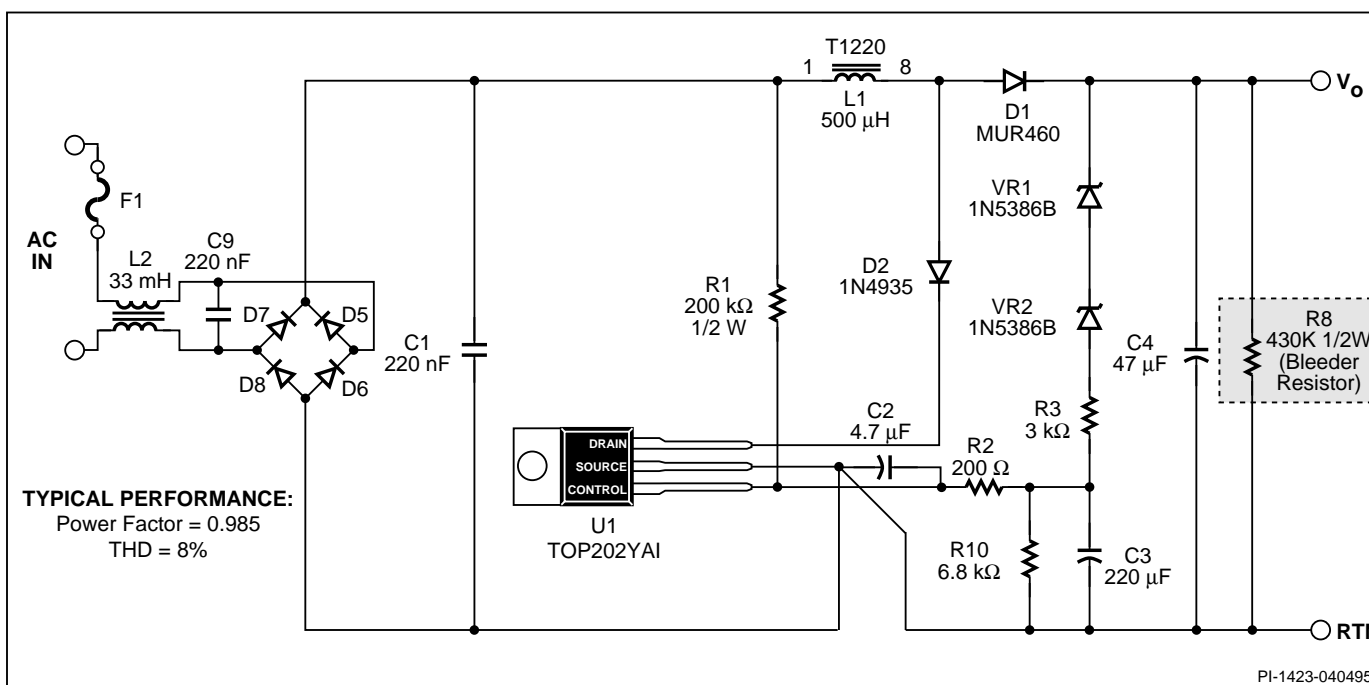 T1220
1
8
L1
500 µH
D1
MUR460
Vo
F1
AC
IN
L2
33 mH
C9
220 nF
D7
D5
D8
D6
C1
220 nF
R1
200 kΩ
1/2 W
D2
1N4935
VR1
1N5386B
VR2
1N5386B
C4
47 µF
R8
430K 1/2W
(Bleeder
Resistor)
R3
3 kΩ
C2
4.7 µF
R2
200 Ω
DRAIN
SOURCE
CONTROL
U1
TOP202YAI
R10
6.8 kΩ
C3
220 µF
TYPICAL PERFORMANCE:
Power Factor = 0.985
THD = 8%
PI-1423-040495